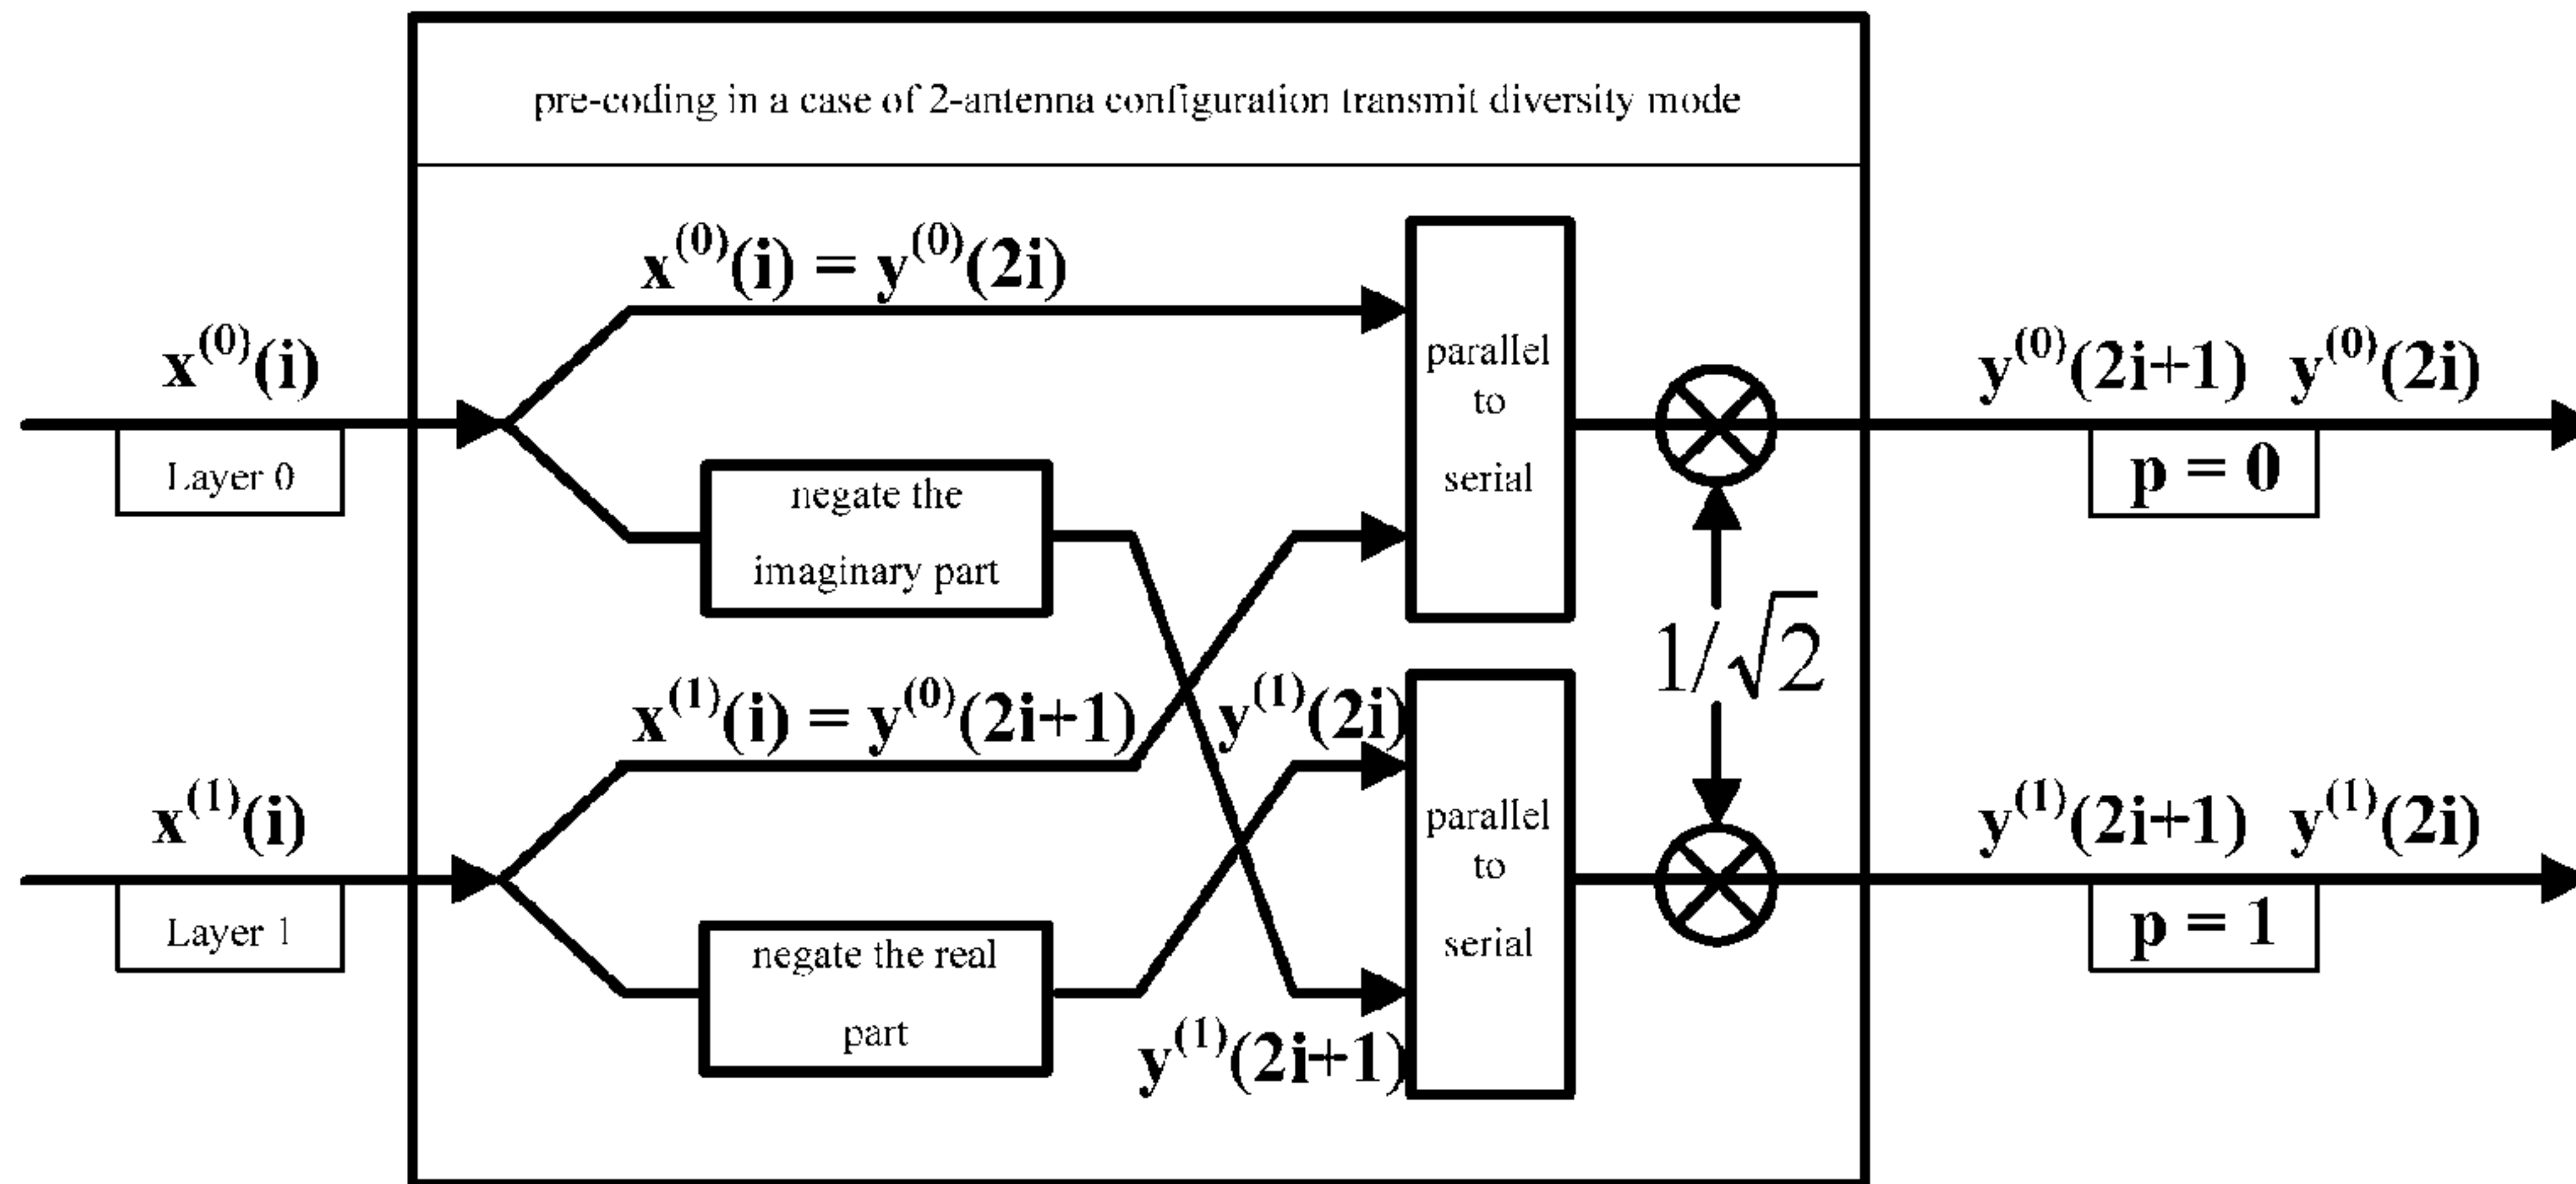 pre-coding in a case of 2-antenna configuration transmit diversity mode
x⁽⁰⁾(i) = y⁽⁰⁾(2i)
x⁽⁰⁾(i)
Layer 0
negate the
imaginary part
parallel
to
serial
y⁽⁰⁾(2i+1) y⁽⁰⁾(2i)
p = 0
1/√2
x⁽¹⁾(i) = y⁽⁰⁾(2i+1)
y⁽¹⁾(2i)
x⁽¹⁾(i)
Layer 1
negate the real
part
y⁽¹⁾(2i+1)
parallel
to
serial
y⁽¹⁾(2i+1) y⁽¹⁾(2i)
p = 1